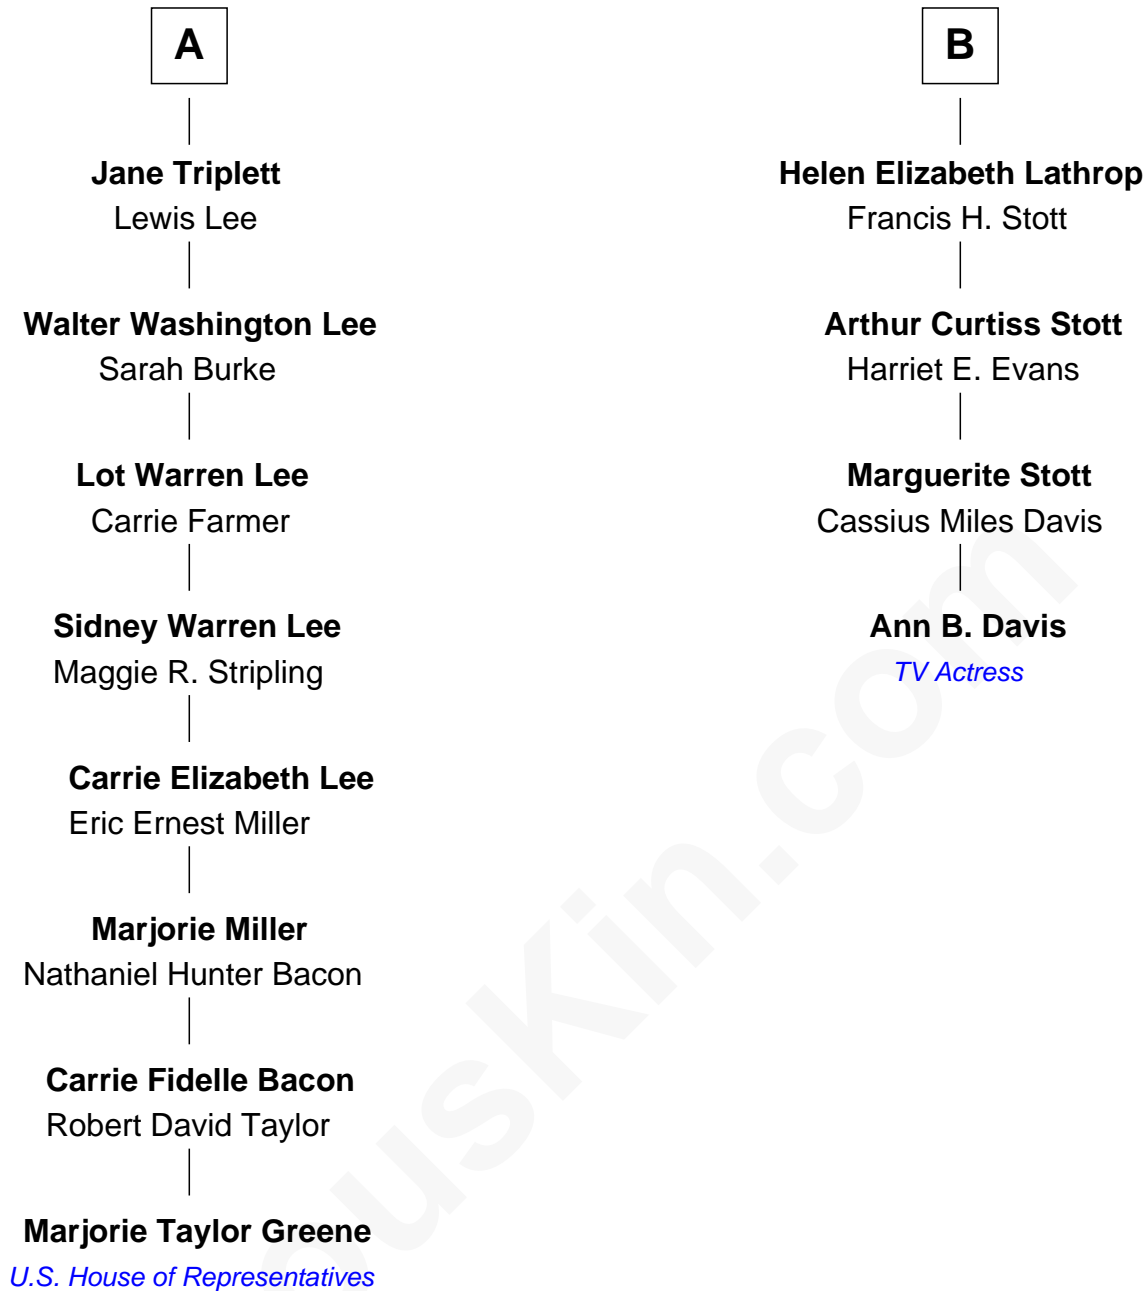 A
Jane Triplett
Lewis Lee
Walter Washington Lee
Sarah Burke
Lot Warren Lee
Carrie Farmer
Sidney Warren Lee
Maggie R. Stripling
Carrie Elizabeth Lee
Eric Ernest Miller
Marjorie Miller
Nathaniel Hunter Bacon
Carrie Fidelle Bacon
Robert David Taylor
Marjorie Taylor Greene
U.S. House of Representatives
B
Helen Elizabeth Lathrop
Francis H. Stott
Arthur Curtiss Stott
Harriet E. Evans
Marguerite Stott
Cassius Miles Davis
Ann B. Davis
TV Actress
ousKin.com